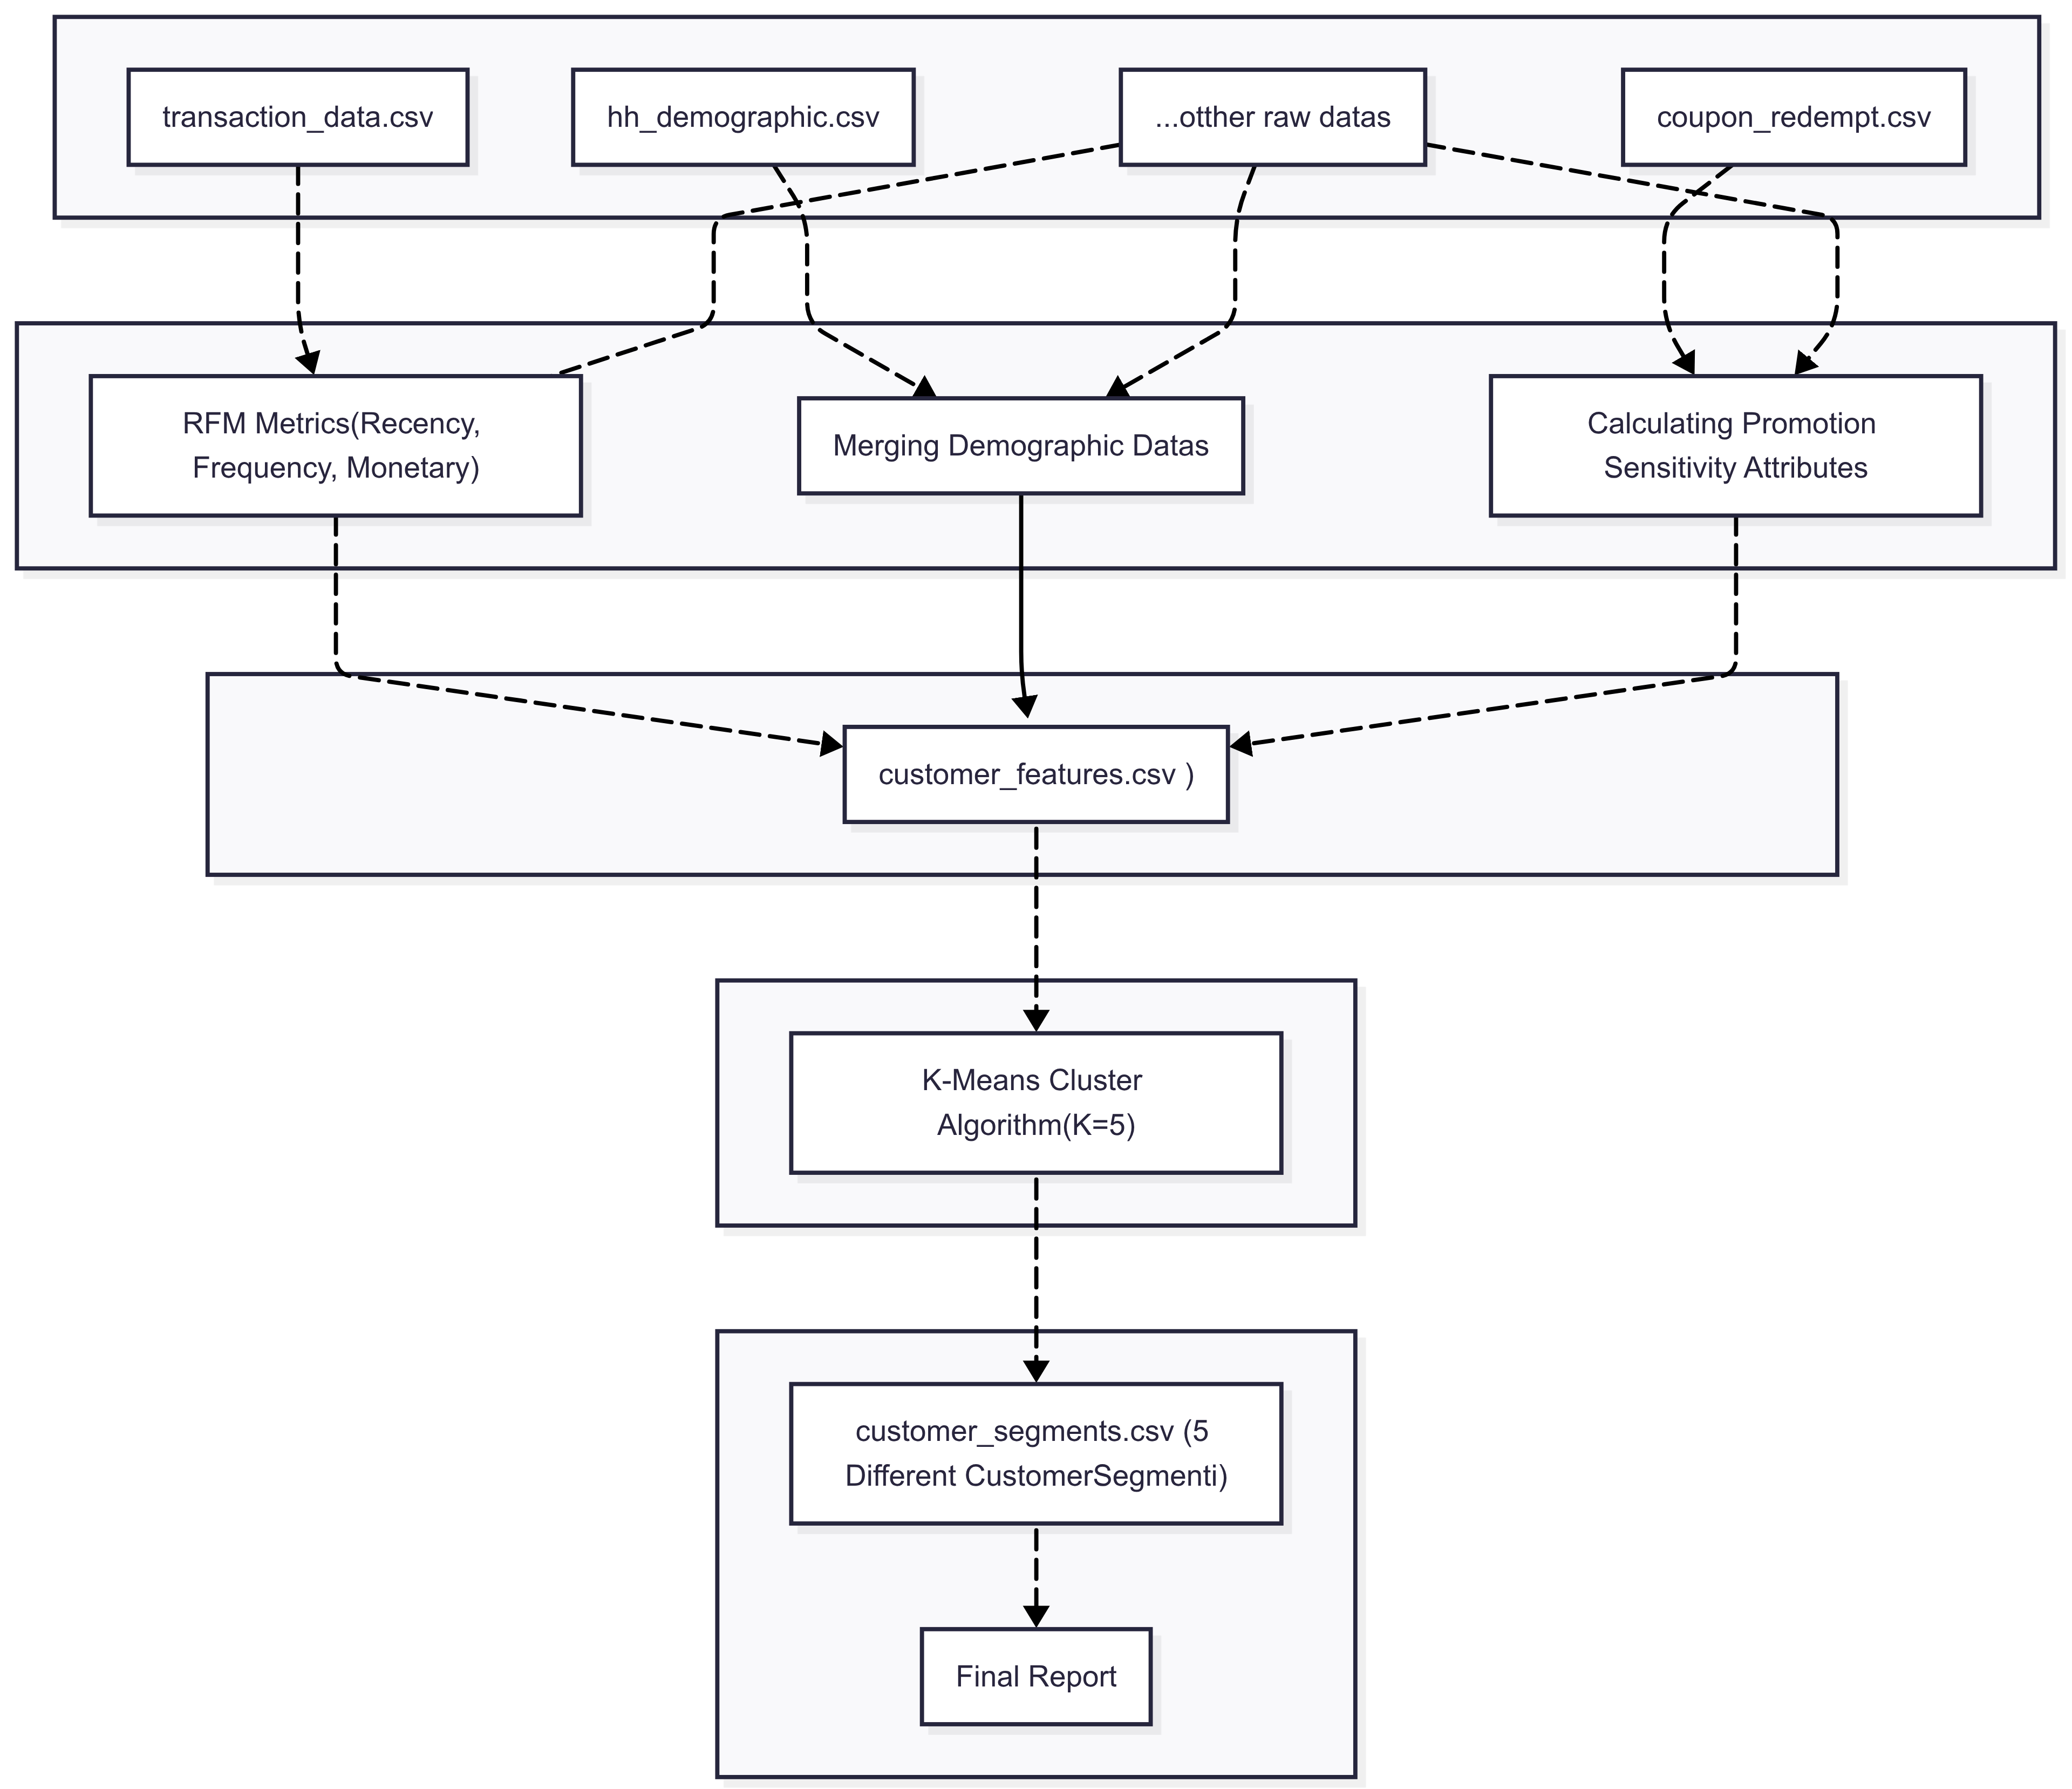 transaction_data.csv
hh_demographic.csv
...otther raw datas
coupon_redempt.csv
RFM Metrics(Recency,
Frequency, Monetary)
Merging Demographic Datas
Calculating Promotion
Sensitivity Attributes
customer_features.csv )
K-Means Cluster
Algorithm(K=5)
customer_segments.csv (5
Different CustomerSegmenti)
Final Report